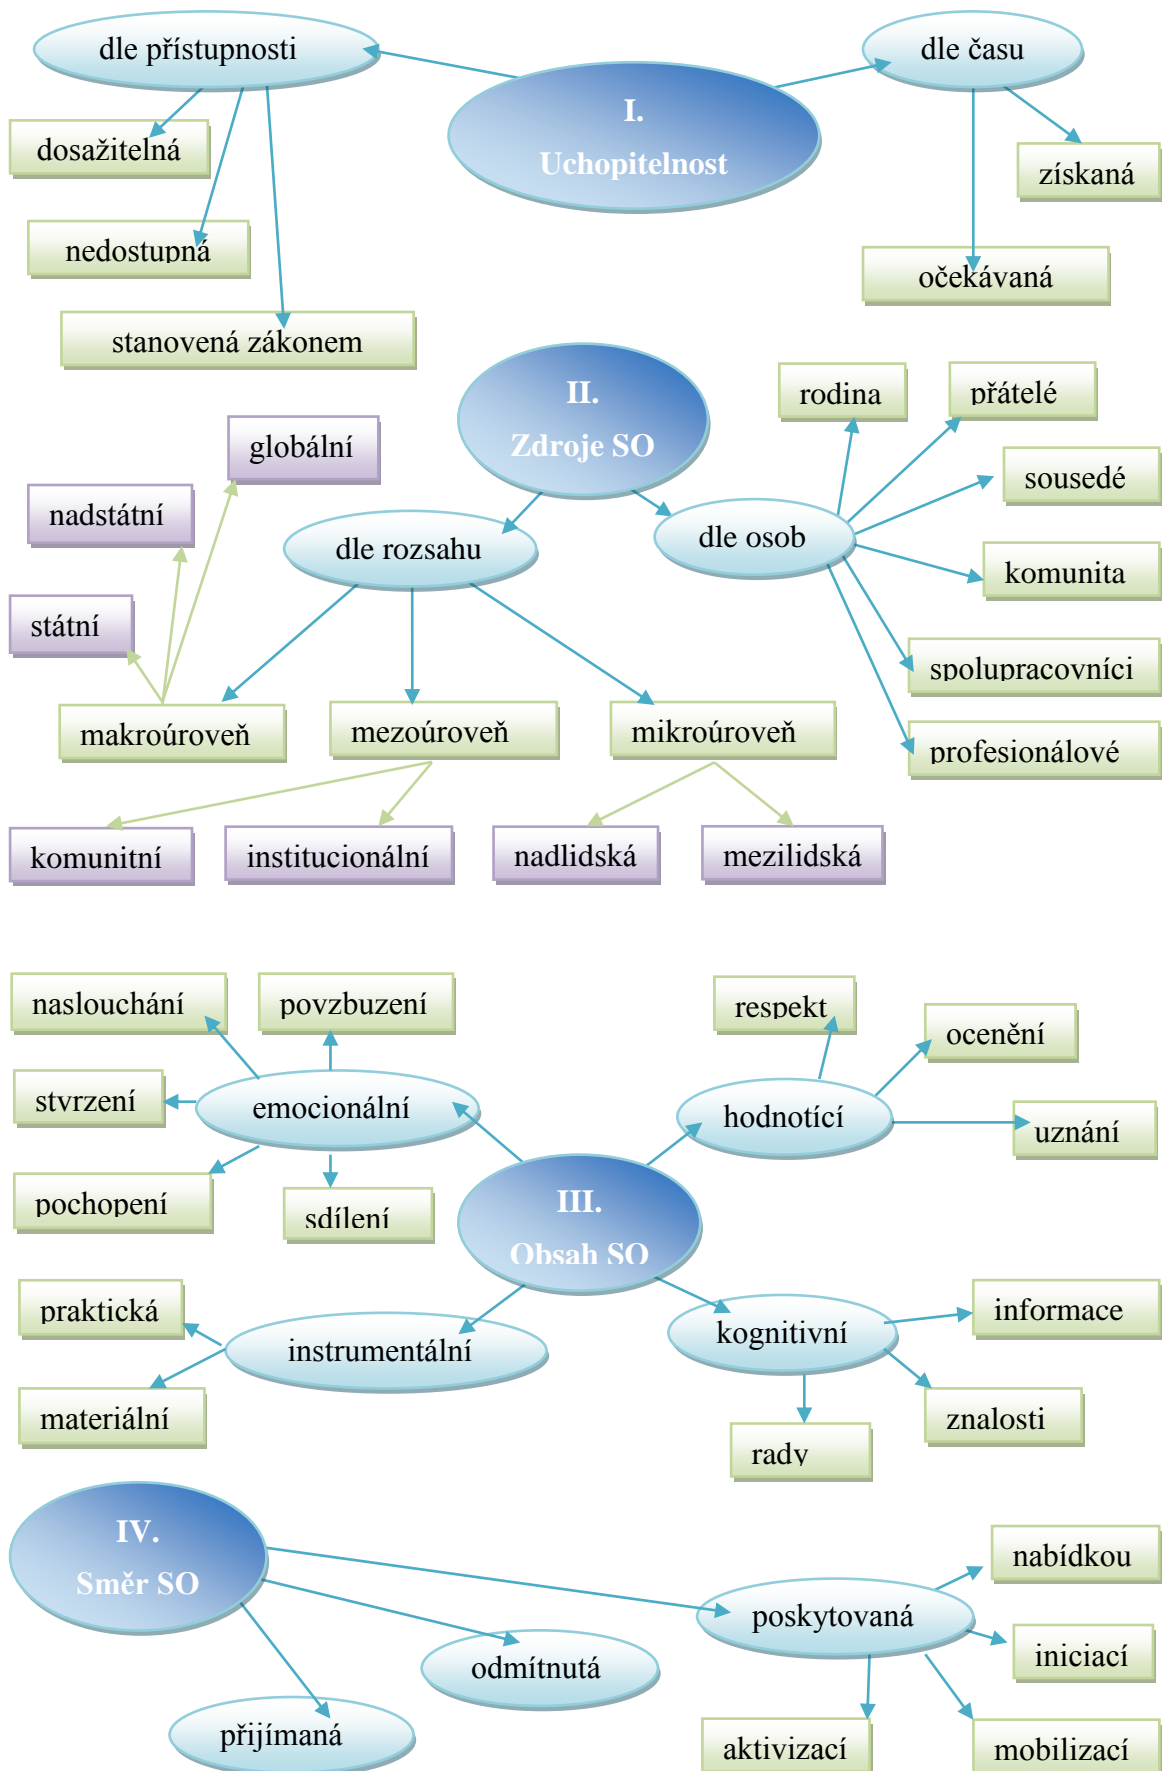 dle přístupnosti
dle času
I.
Uchopitelnost
dosažitelná
získaná
nedostupná
očekávaná
stanovená zákonem
II.
Zdroje SO
rodina
přátelé
globální
sousedé
nadstátní
dle rozsahu
dle osob
komunita
státní
spolupracovníci
makroúroveň
mezoúroveň
mikroúroveň
profesionálové
komunitní
institucionální
nadlidská
mezilidská
naslouchání
povzbuzení
respekt
ocenění
stvrzení
emocionální
hodnotící
uznání
pochopení
sdílení
III.
Obsah SO
praktická
informace
instrumentální
kognitivní
materiální
znalosti
rady
IV.
Směr SO
nabídkou
poskytovaná
iniciací
odmítnutá
přijímaná
aktivizací
mobilizací